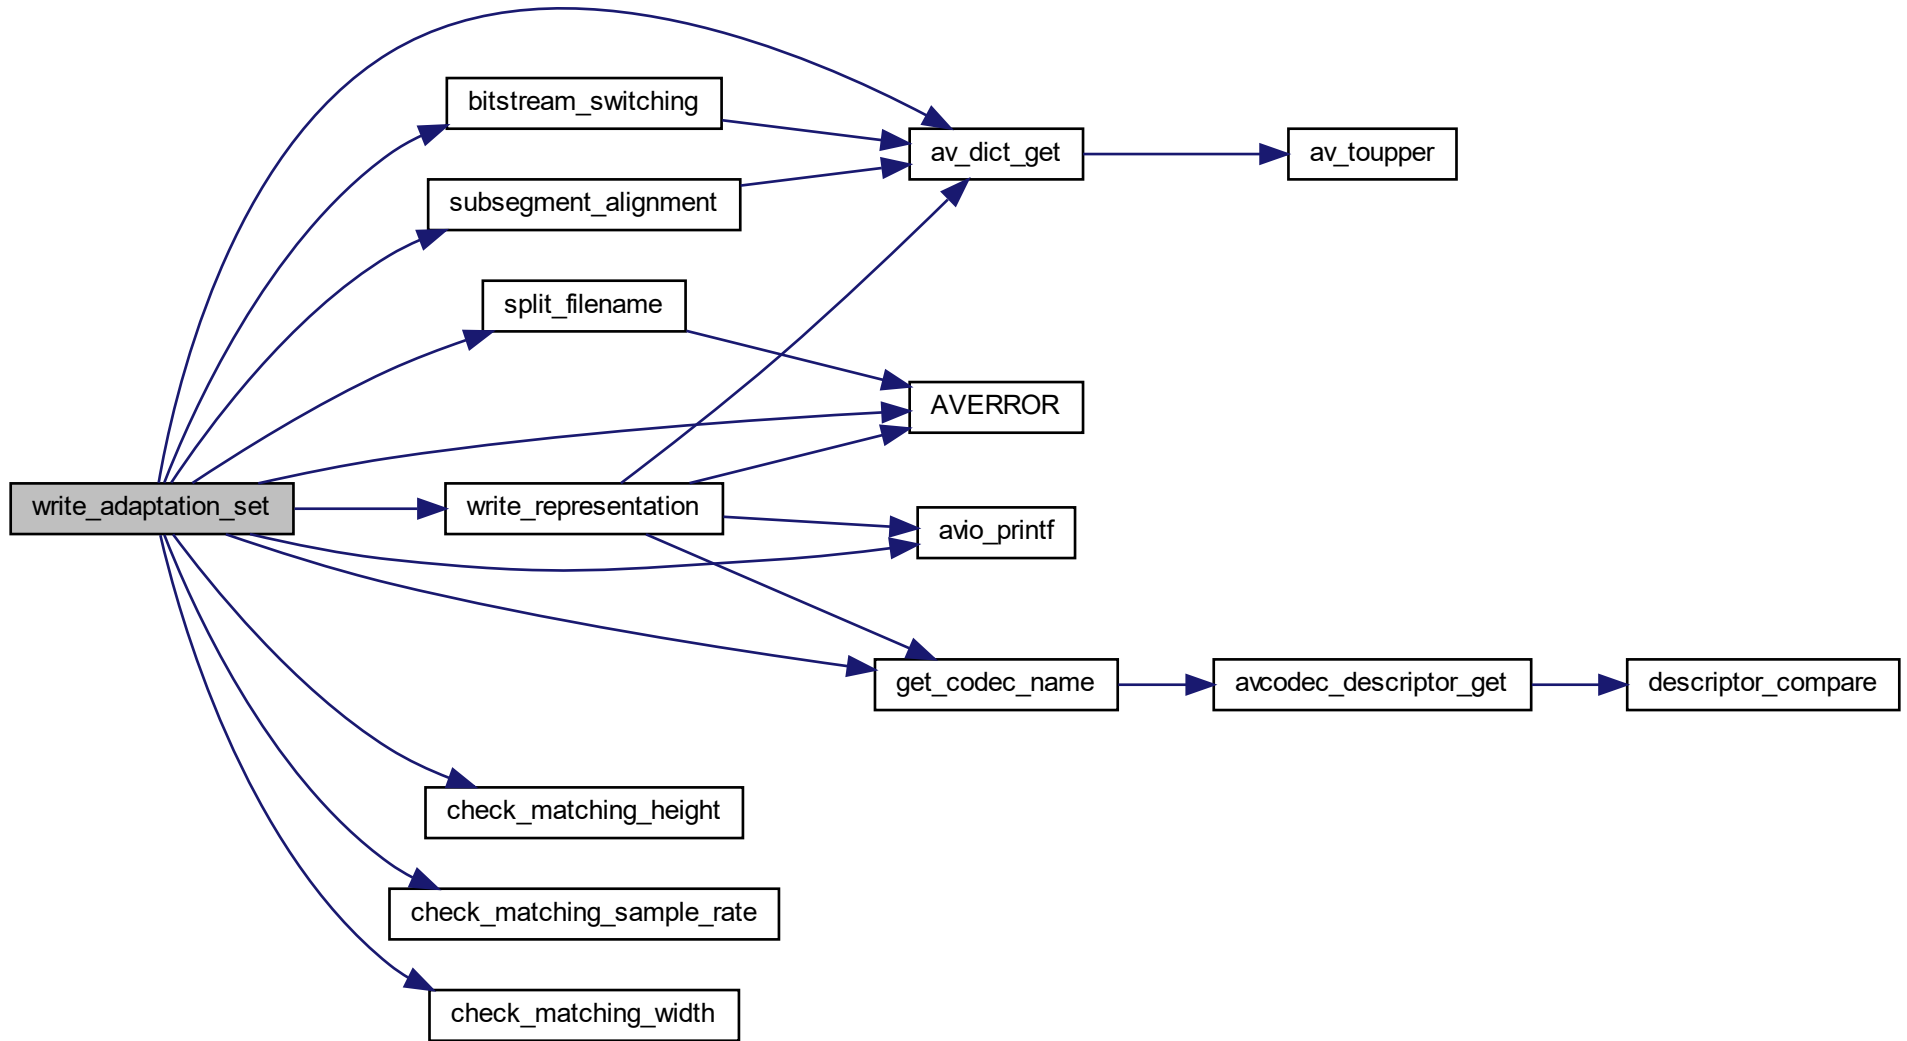 bitstream_switching
av_dict_get
av_toupper
subsegment_alignment
split_filename
AVERROR
write_adaptation_set
write_representation
avio_printf
get_codec_name
avcodec_descriptor_get
descriptor_compare
check_matching_height
check_matching_sample_rate
check_matching_width